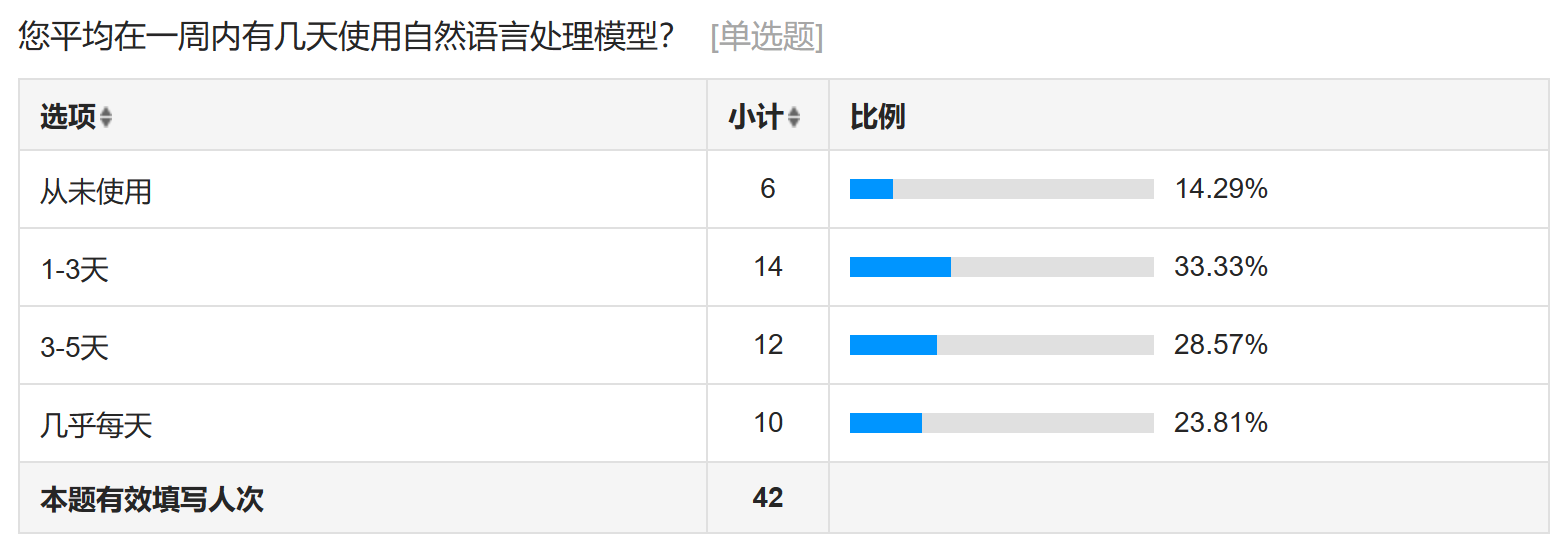 您平均在一周内有几天使用自然语言处理模型？ [单选题]
选项 小计 比例
从未使用 6 14.29%
1-3天 14 33.33%
3-5天 12 28.57%
几乎每天 10 23.81%
本题有效填写人次 42